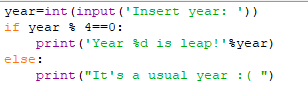 year=int(input('Insert year: '))
if year % 4==0:
    print('Year %d is leap!'%year)
else:
    print("It's a usual year :( ")